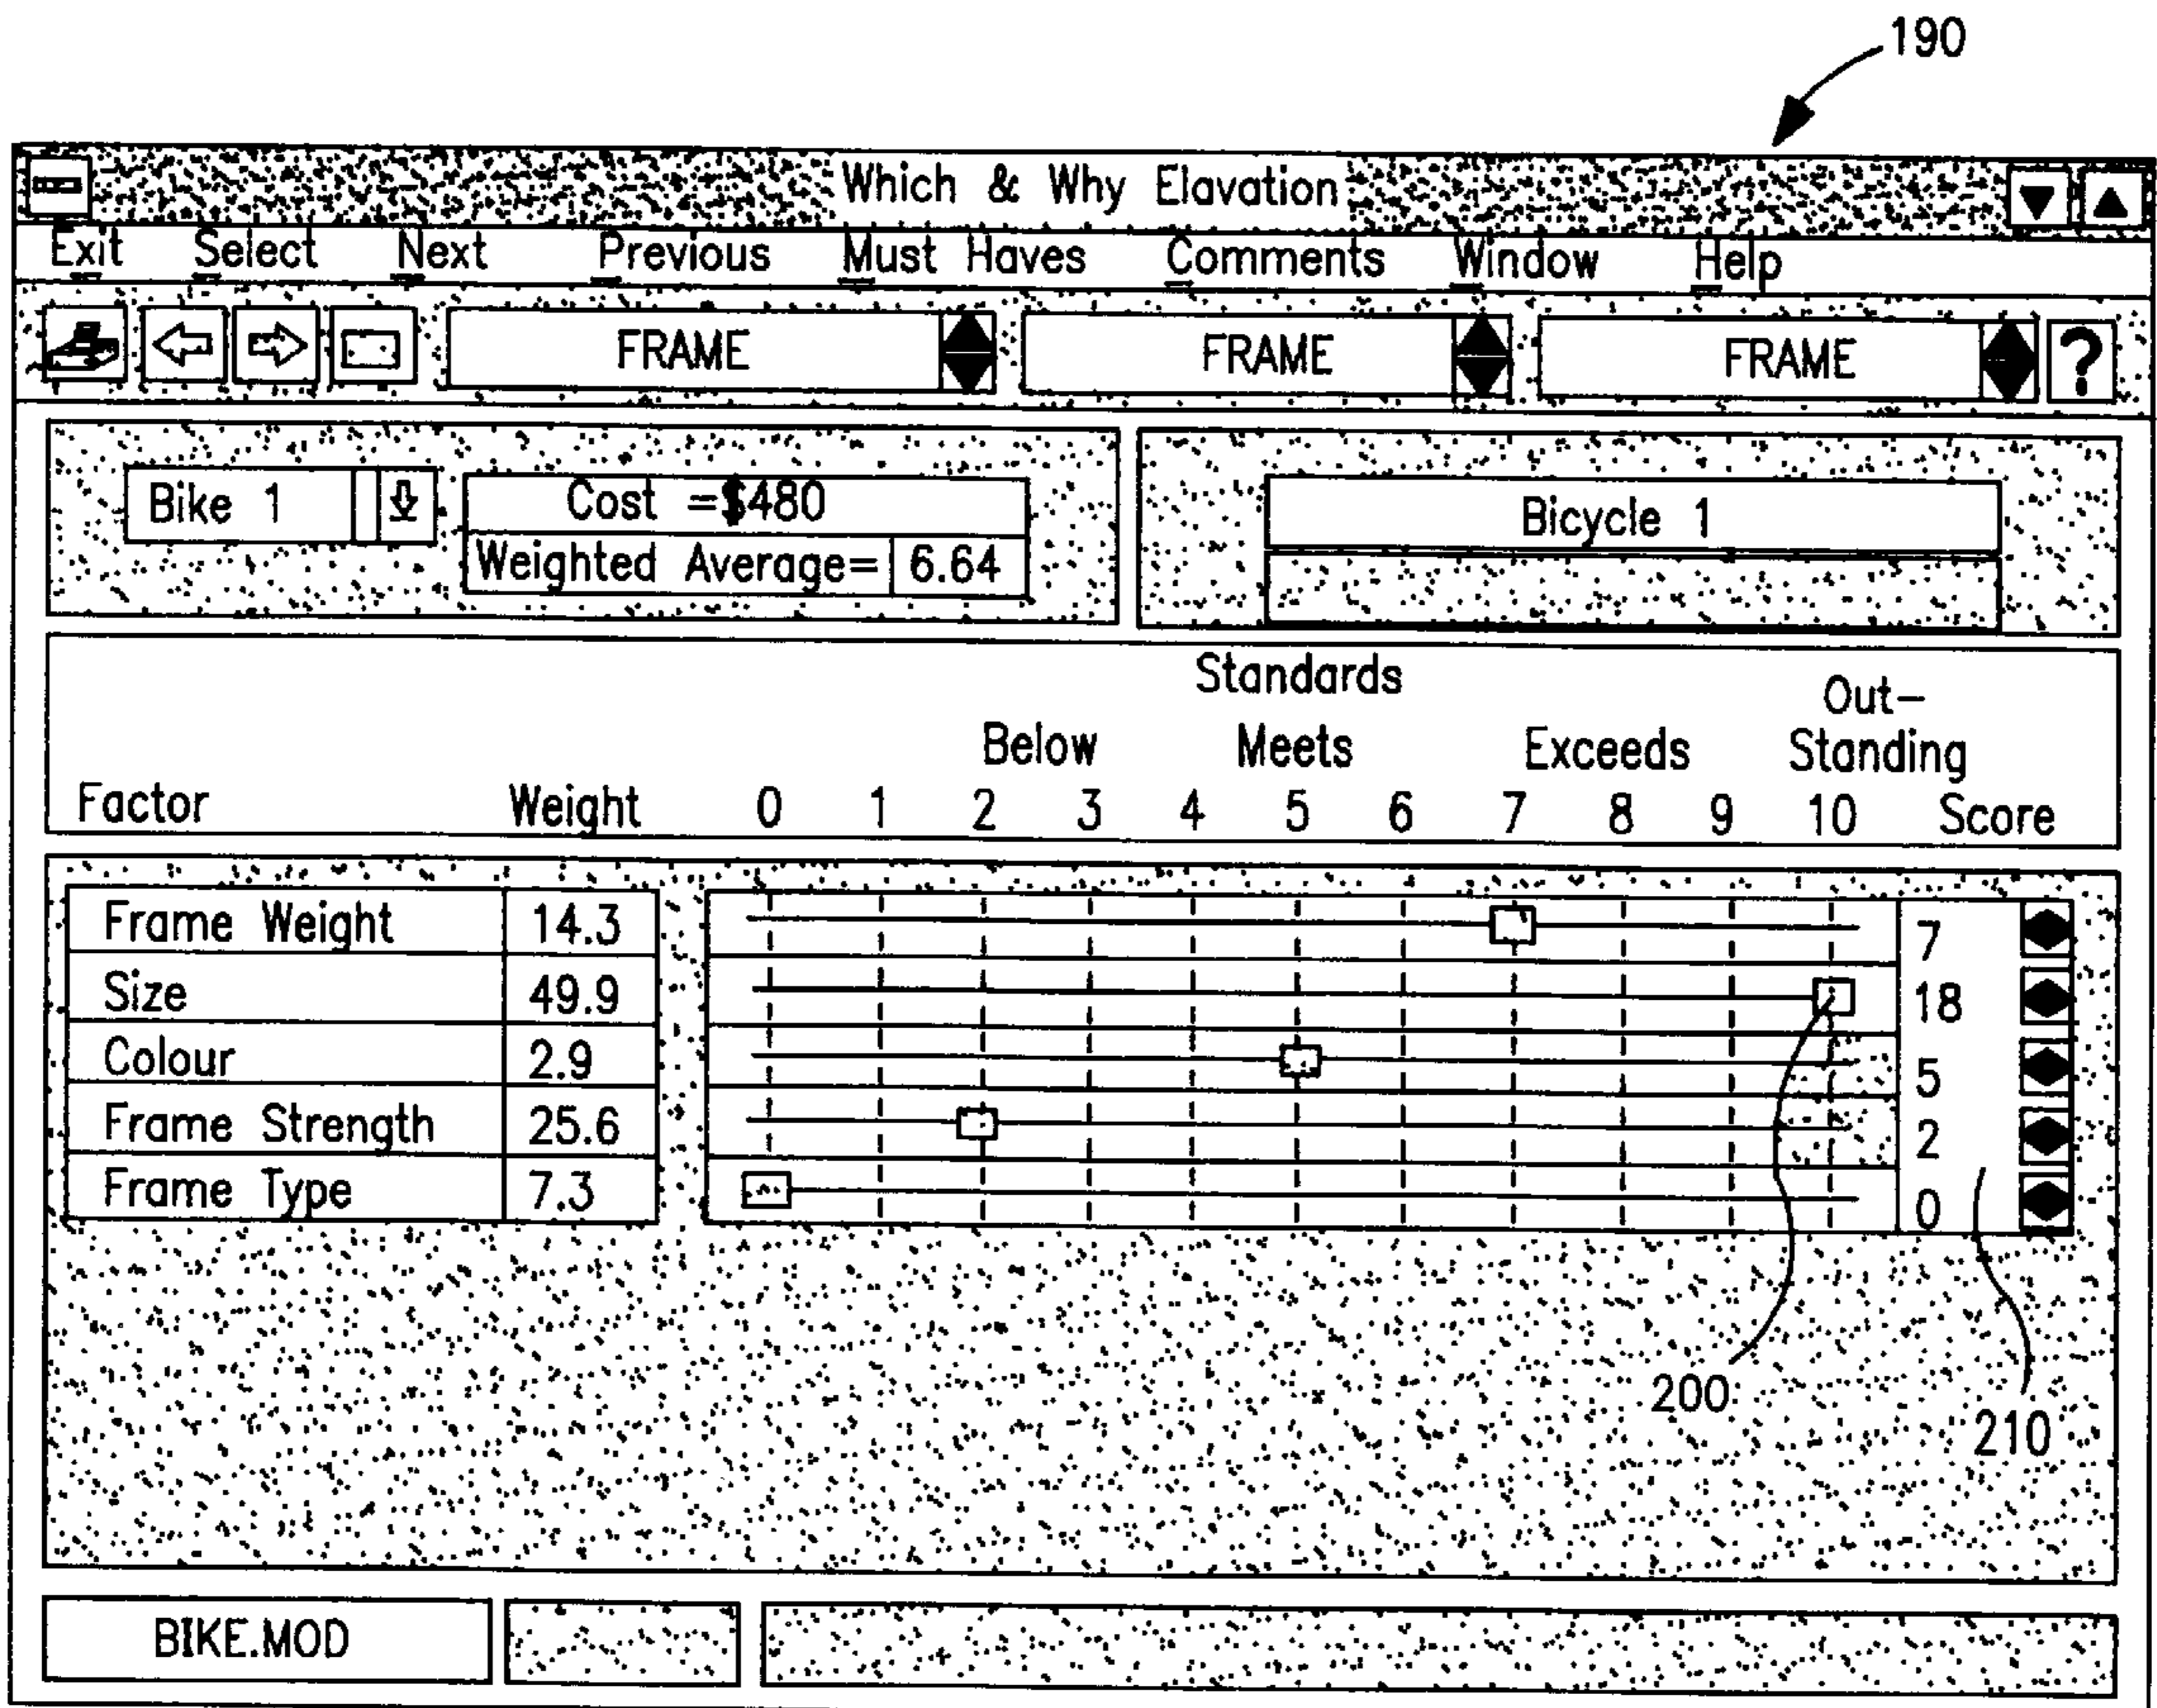 190
Which & Why Elavation
Exit Select Next Previous Must Haves Comments Window Help
FRAME FRAME FRAME ?
Bike 1 Cost =$480 Bicycle 1
Weighted Average= 6.64
Standards
Out-
Below Meets Exceeds Standing
Factor Weight 0 1 2 3 4 5 6 7 8 9 10 Score
Frame Weight 14.3 7
Size 49.9 18
Colour 2.9 5
Frame Strength 25.6 2
Frame Type 7.3 0
200
210
BIKE.MOD